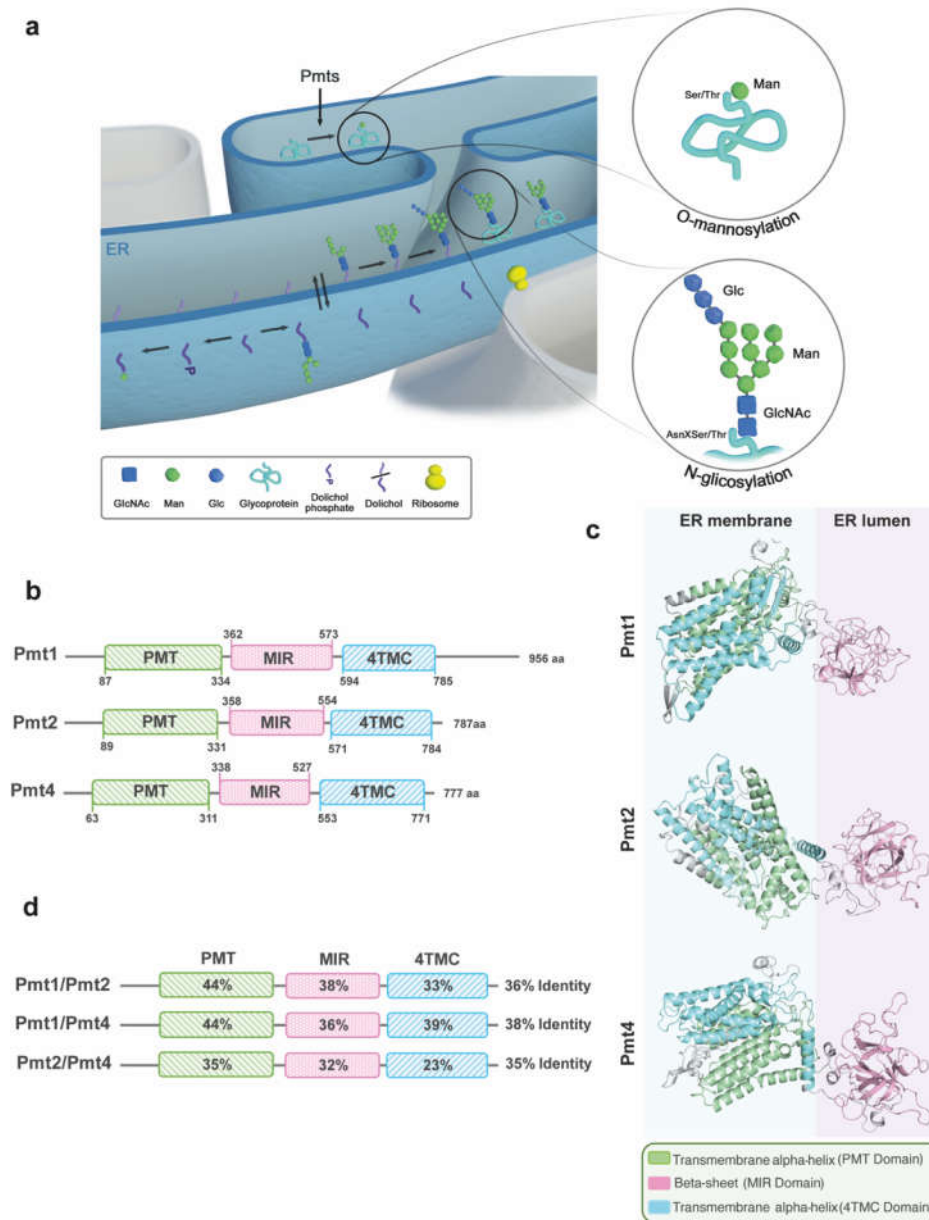 a
Pmts
ER
Ser/Thr
Man
O-mannosylation
Glc
Man
GlcNAc
AsnXSer/Thr
N-glicosylation
P
P
GlcNAc
Man
Glc
Glycoprotein
Dolichol
phosphate
Dolichol
Ribosome
b
Pmt1
PMT
MIR
4TMC
87
334
362
573
594
785
956 aa
Pmt2
PMT
MIR
4TMC
89
331
358
554
571
784
787aa
Pmt4
PMT
MIR
4TMC
63
311
338
527
553
771
777 aa
c
ER membrane
ER lumen
Pmt1
Pmt2
Pmt4
Transmembrane alpha-helix (PMT Domain)
Beta-sheet (MIR Domain)
Transmembrane alpha-helix (4TMC Domain)
d
PMT MIR 4TMC
Pmt1/Pmt2 44% 38% 33% 36% Identity
Pmt1/Pmt4 44% 36% 39% 38% Identity
Pmt2/Pmt4 35% 32% 23% 35% Identity